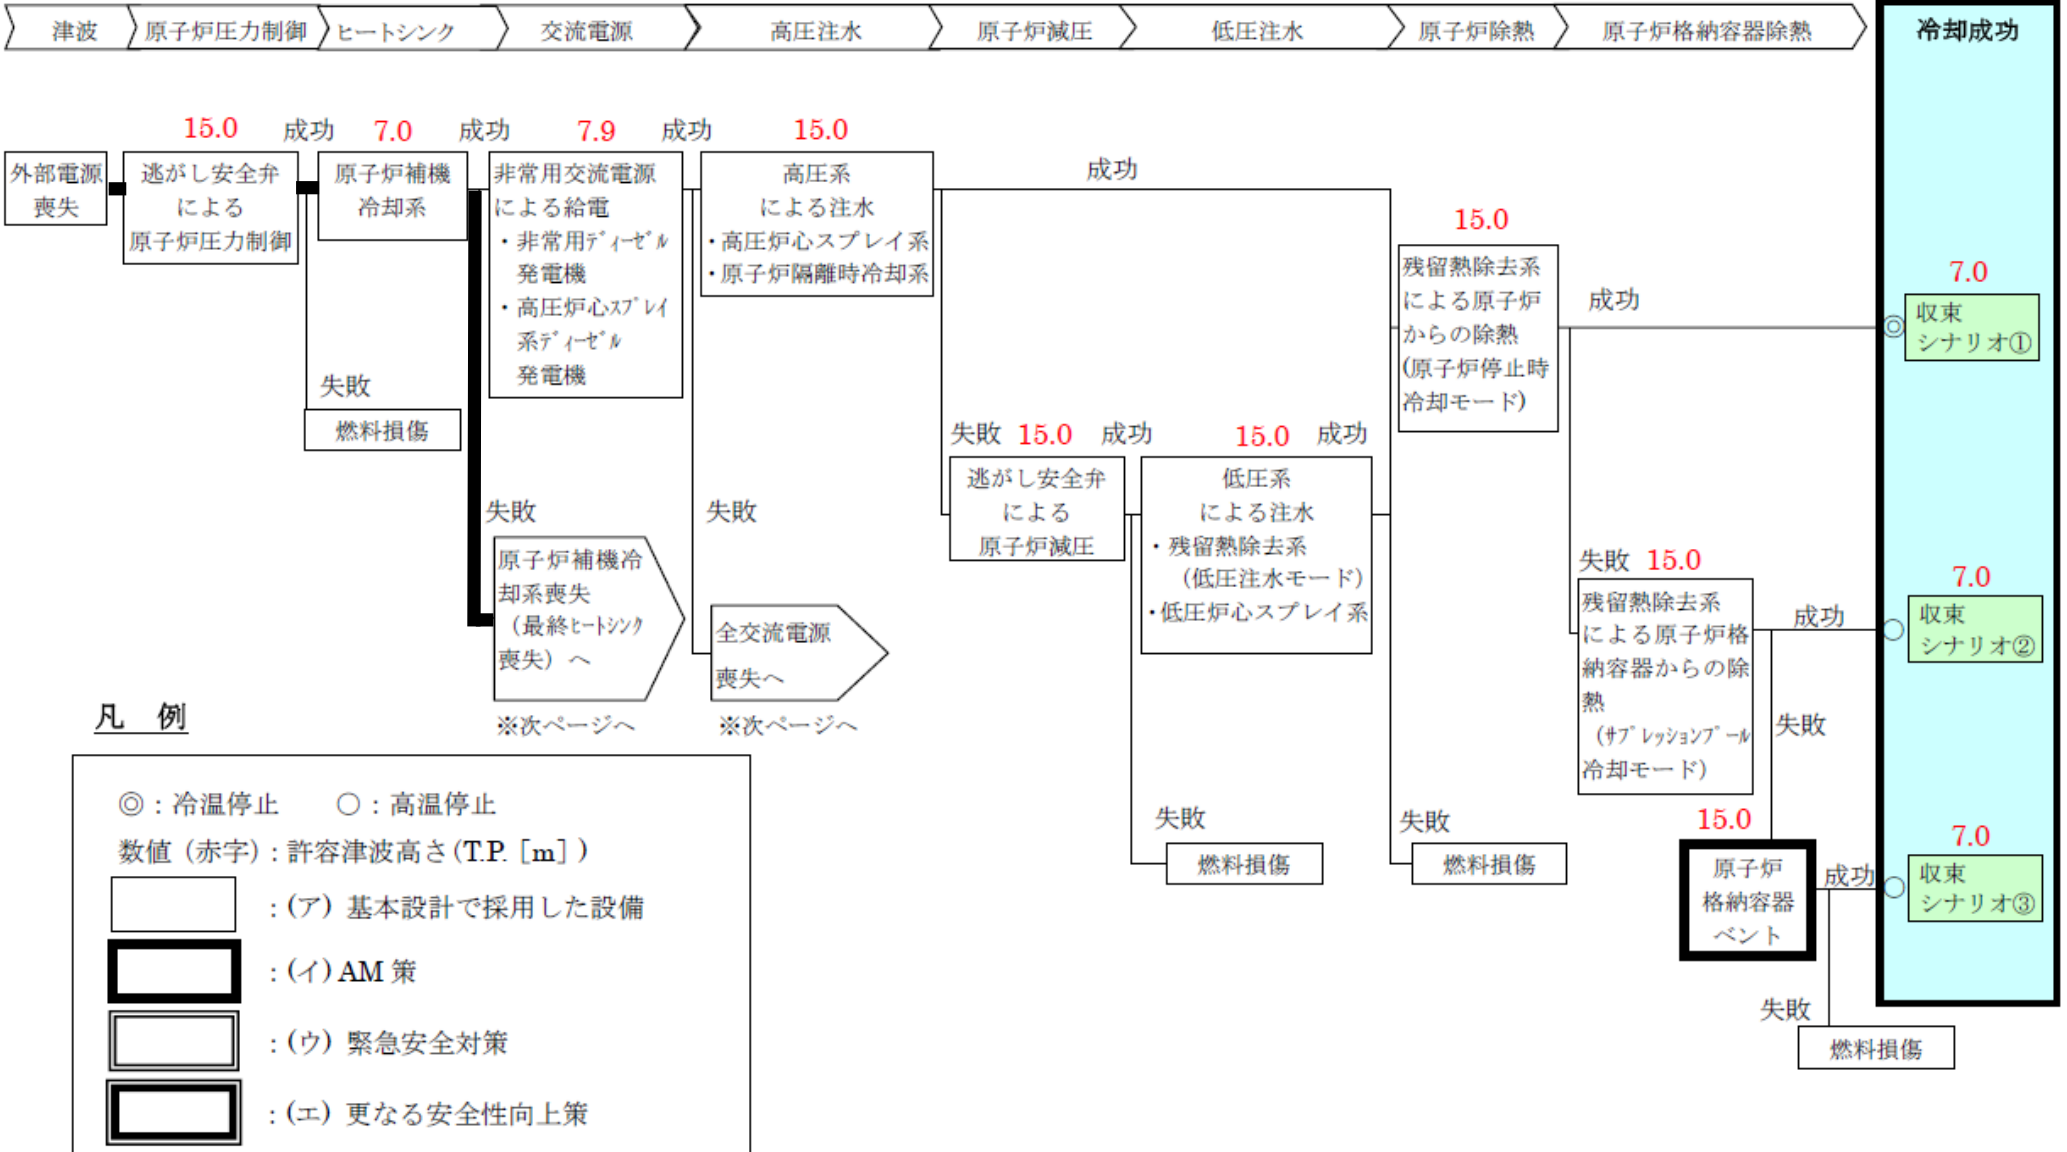 津波
原子炉圧力制御
ヒートシンク
交流電源
高圧注水
原子炉減圧
低圧注水
原子炉除熱
原子炉格納容器除熱
冷却成功
外部電源
喪失
15.0
成功
逃がし安全弁
による
原子炉圧力制御
7.0
成功
原子炉補機
冷却系
失敗
燃料損傷
7.9
成功
非常用交流電源
による給電
・非常用ﾃﾞｨｰｾﾞﾙ
発電機
・高圧炉心ｽﾌﾟﾚｲ
系ﾃﾞｨｰｾﾞﾙ
発電機
失敗
原子炉補機冷
却系喪失
（最終ﾋｰﾄｼﾝｸ
喪失）へ
※次ページへ
15.0
高圧系
による注水
・高圧炉心スプレイ系
・原子炉隔離時冷却系
成功
失敗
全交流電源
喪失へ
※次ページへ
失敗
15.0
成功
逃がし安全弁
による
原子炉減圧
15.0
成功
低圧系
による注水
・残留熱除去系
（低圧注水モード）
・低圧炉心スプレイ系
失敗
燃料損傷
失敗
燃料損傷
15.0
残留熱除去系
による原子炉
からの除熱
(原子炉停止時
冷却モード)
成功
失敗
15.0
残留熱除去系
による原子炉格
納容器からの除
熱
（ｻﾌﾟﾚｯｼｮﾝﾌﾟｰﾙ
冷却モード）
成功
失敗
15.0
原子炉
格納容器
ベント
成功
失敗
燃料損傷
7.0
◎
収束
シナリオ①
7.0
○
収束
シナリオ②
7.0
○
収束
シナリオ③
凡 例
◎：冷温停止 ○：高温停止
数値（赤字）：許容津波高さ(T.P.［m］)
：(ア) 基本設計で採用した設備
：(イ) AM 策
：(ウ) 緊急安全対策
：(エ) 更なる安全性向上策